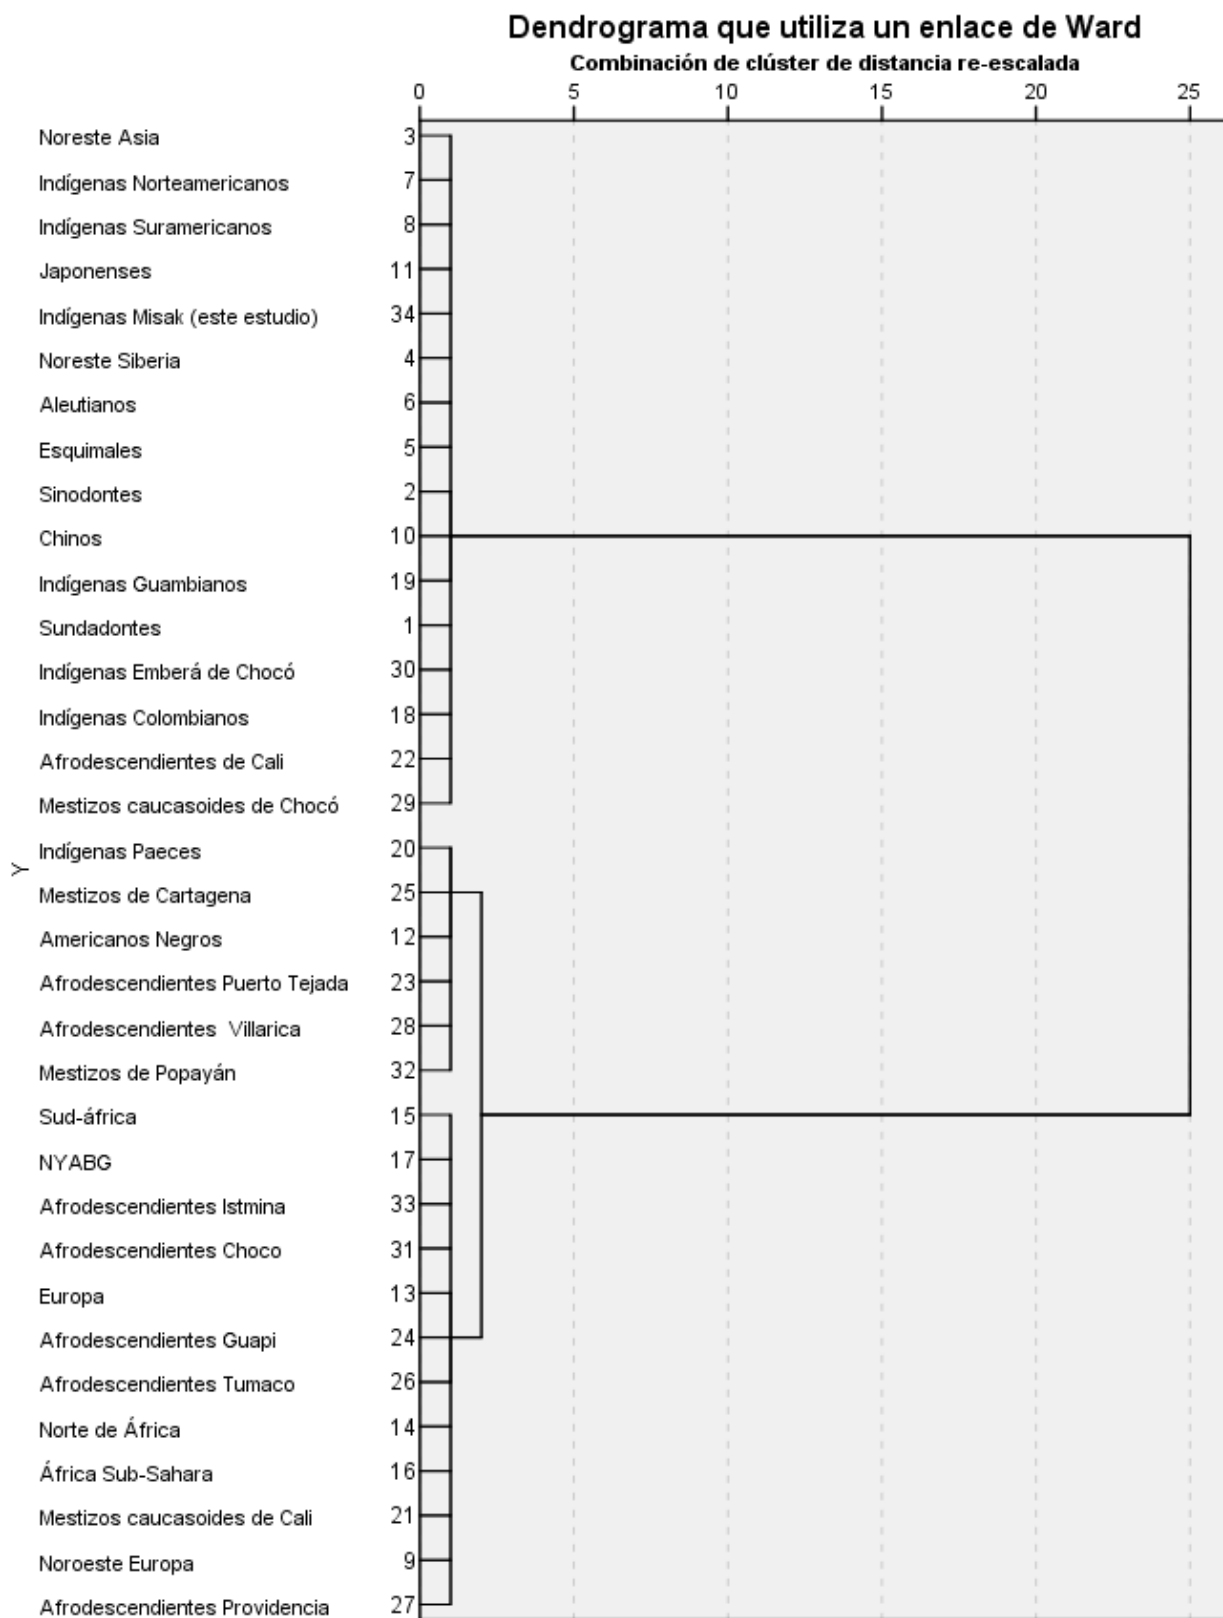 Dendrograma que utiliza un enlace de Ward
Combinación de clúster de distancia re-escalada
0 5 10 15 20 25
Noreste Asia 3
Indígenas Norteamericanos 7
Indígenas Suramericanos 8
Japonenses 11
Indígenas Misak (este estudio) 34
Noreste Siberia 4
Aleutianos 6
Esquimales 5
Sinodontes 2
Chinos 10
Indígenas Guambianos 19
Sundadontes 1
Indígenas Emberá de Chocó 30
Indígenas Colombianos 18
Afrodescendientes de Cali 22
Mestizos caucasoides de Chocó 29
Y
Indígenas Paeces 20
Mestizos de Cartagena 25
Americanos Negros 12
Afrodescendientes Puerto Tejada 23
Afrodescendientes Villarica 28
Mestizos de Popayán 32
Sud-áfrica 15
NYABG 17
Afrodescendientes Istmina 33
Afrodescendientes Choco 31
Europa 13
Afrodescendientes Guapi 24
Afrodescendientes Tumaco 26
Norte de África 14
África Sub-Sahara 16
Mestizos caucasoides de Cali 21
Noroeste Europa 9
Afrodescendientes Providencia 27